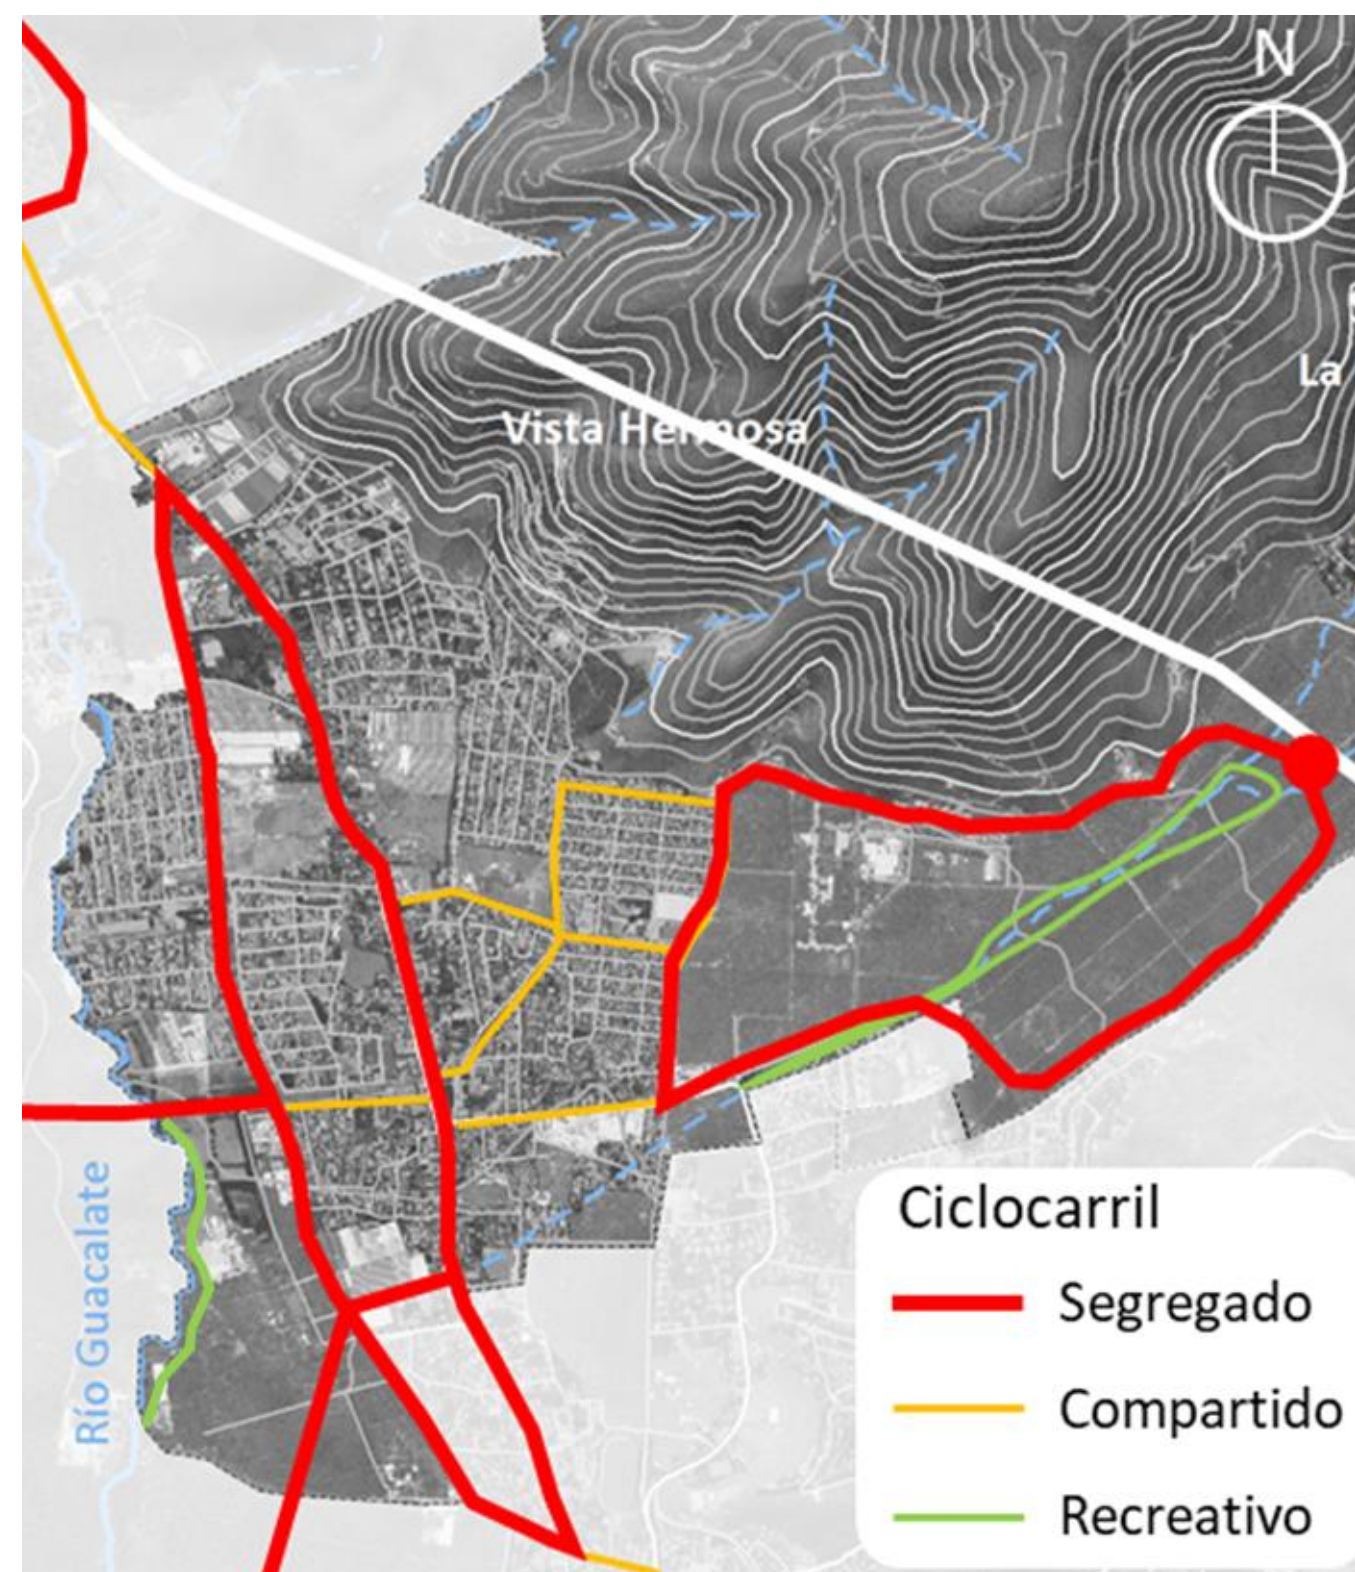 N
La
Vista Hermosa
Río Guacalate
Ciclocarril
Segregado
Compartido
Recreativo